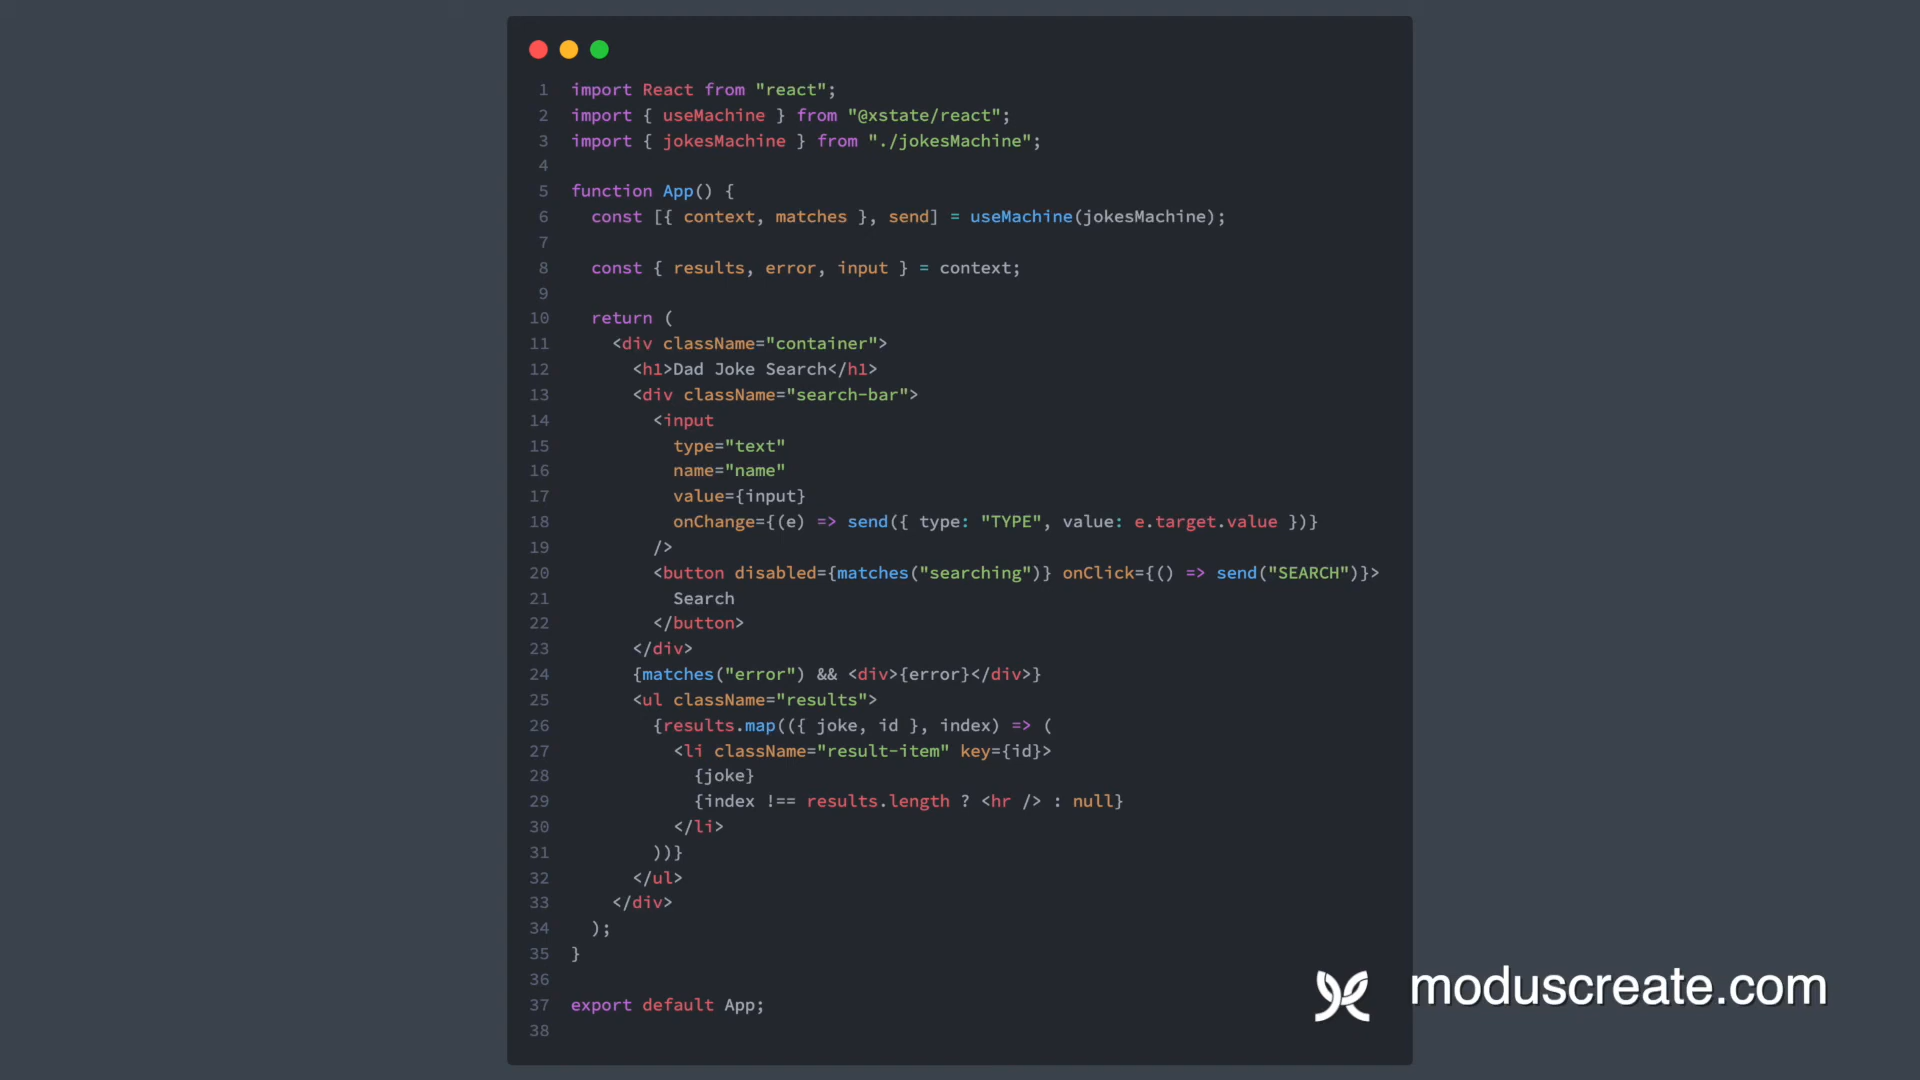 1 import React from "react";
2 import { useMachine } from "@xstate/react";
3 import { jokesMachine } from "./jokesMachine";
4
5 function App() {
6   const [{ context, matches }, send] = useMachine(jokesMachine);
7
8   const { results, error, input } = context;
9
10   return (
11     <div className="container">
12       <h1>Dad Joke Search</h1>
13       <div className="search-bar">
14         <input
15           type="text"
16           name="name"
17           value={input}
18           onChange={(e) => send({ type: "TYPE", value: e.target.value })}
19         />
20         <button disabled={matches("searching")} onClick={() => send("SEARCH")}>
21           Search
22         </button>
23       </div>
24       {matches("error") && <div>{error}</div>}
25       <ul className="results">
26         {results.map(({ joke, id }, index) => (
27           <li className="result-item" key={id}>
28             {joke}
29             {index !== results.length ? <hr /> : null}
30           </li>
31         ))}
32       </ul>
33     </div>
34   );
35 }
36
37 export default App;
38
moduscreate.com